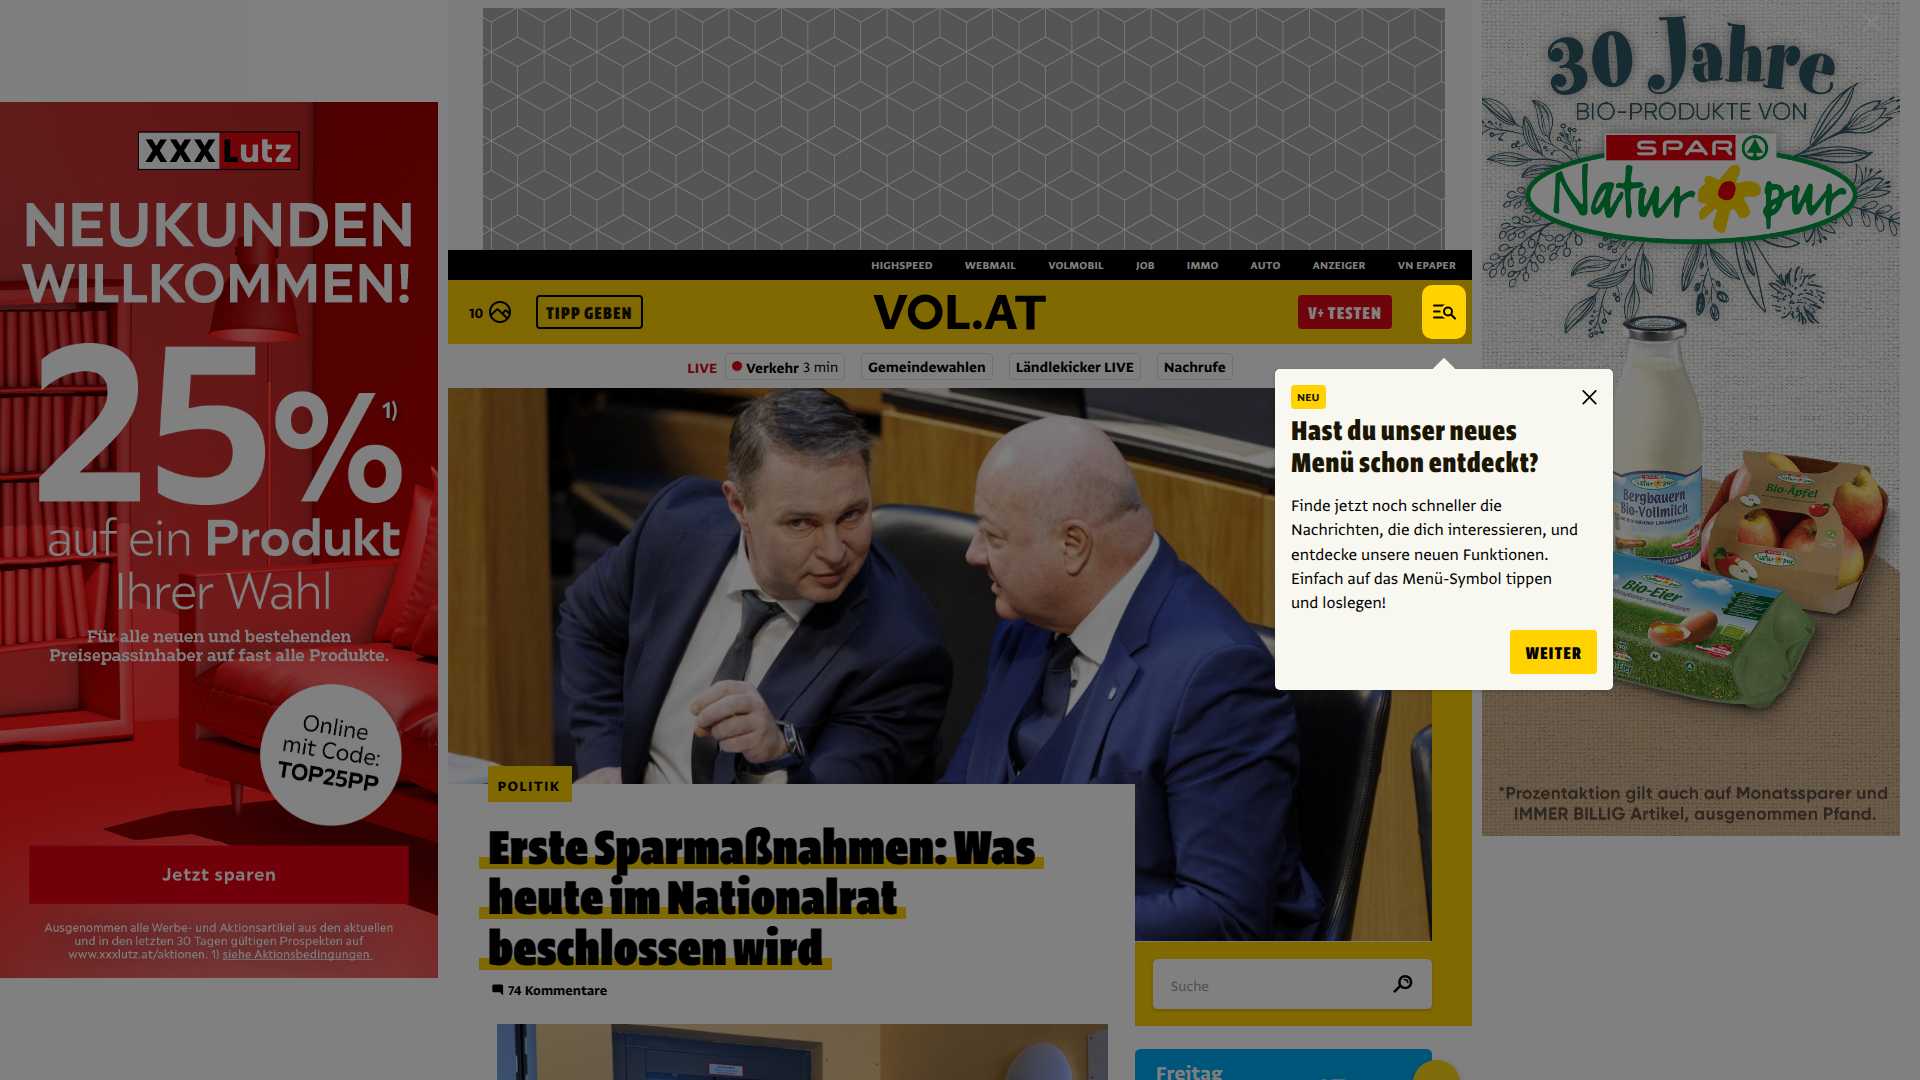 XXXLutz
NEUKUNDEN
WILLKOMMEN!
25%1)
auf ein Produkt
Ihrer Wahl
Für alle neuen und bestehenden
Preisepassinhaber auf fast alle Produkte.
Online
mit Code:
TOP25PP
Jetzt sparen
Ausgenommen alle Werbe- und Aktionsartikel aus den aktuellen
und in den letzten 30 Tagen gültigen Prospekten auf
www.xxxlutz.at/aktionen. 1) siehe Aktionsbedingungen
HIGHSPEED WEBMAIL VOLMOBIL JOB IMMO AUTO ANZEIGER VN EPAPER
10 TIPP GEBEN VOL.AT V+ TESTEN
LIVE Verkehr 3 min Gemeindewahlen Ländlekicker LIVE Nachrufe
NEU
Hast du unser neues
Menü schon entdeckt?
Finde jetzt noch schneller die
Nachrichten, die dich interessieren, und
entdecke unsere neuen Funktionen.
Einfach auf das Menü-Symbol tippen
und loslegen!
WEITER
POLITIK
Erste Sparmaßnahmen: Was
heute im Nationalrat
beschlossen wird
74 Kommentare
Suche
Freitag
30 Jahre
BIO-PRODUKTE VON
SPAR
Natur pur
Bergbauern
Bio-Vollmilch
Bio-Äpfel
Natur pur
Bio-Eier
*Prozentaktion gilt auch auf Monatssparer und
IMMER BILLIG Artikel, ausgenommen Pfand.